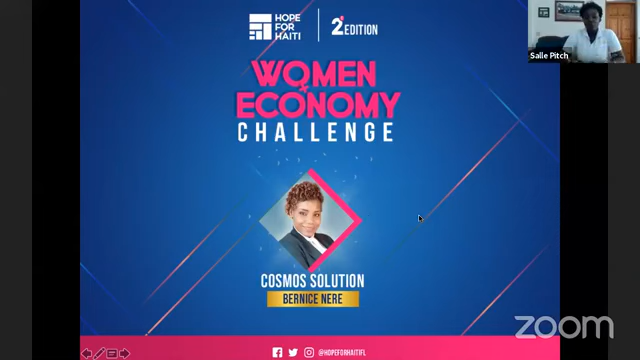 HOPE
FOR
HAITI
2e EDITION
WOMEN
ECONOMY
CHALLENGE
Salle Pitch
COSMOS SOLUTION
BERNICE NERE
@HOPEFORHAITIFL
zoom